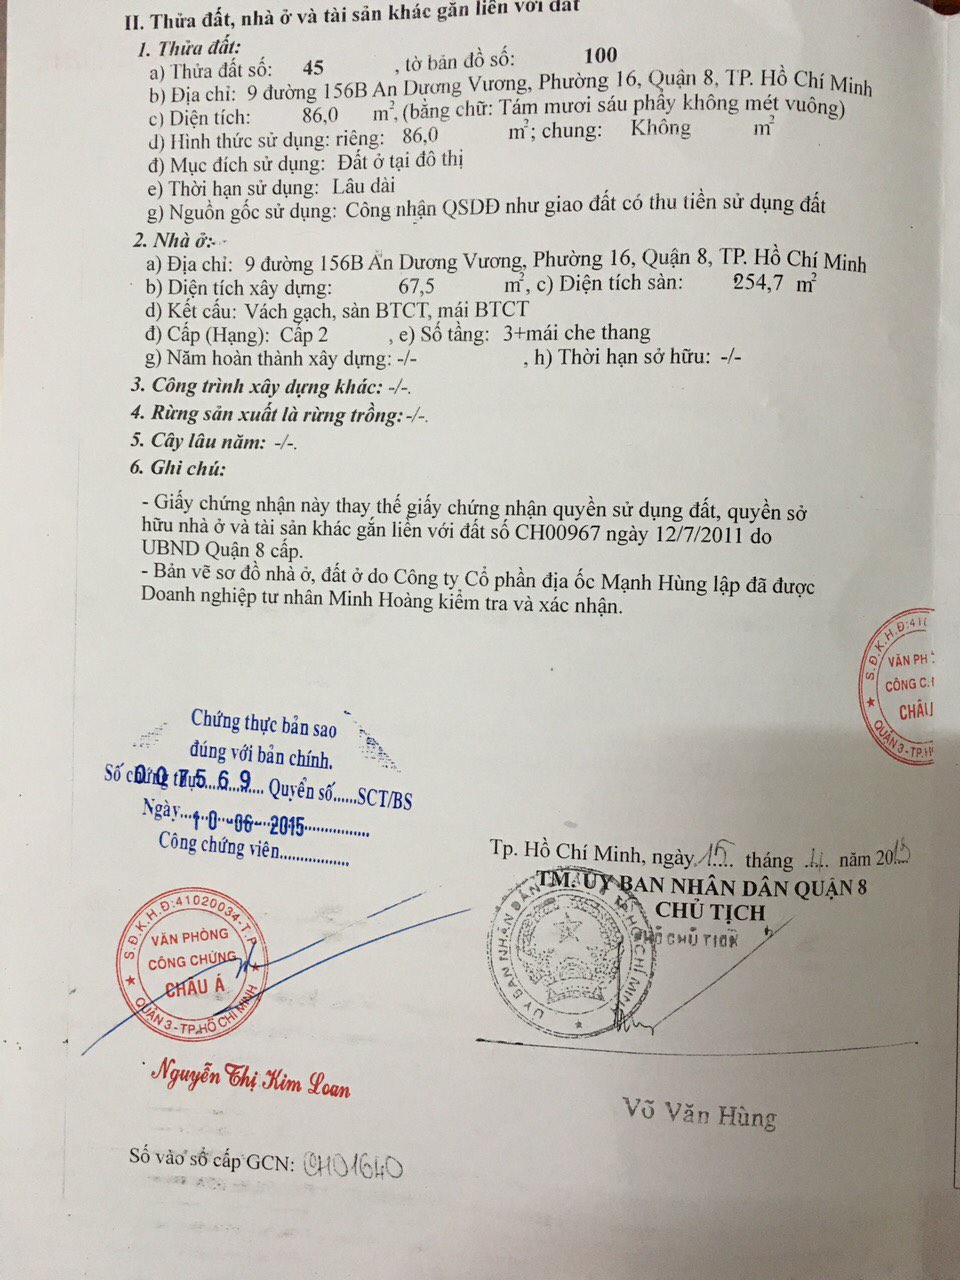 II. Thửa đất, nhà ở và tài sản khác gắn liền với đất
1. Thửa đất:
a) Thửa đất số: 45 , tờ bản đồ số: 100
b) Địa chỉ: 9 đường 156B An Dương Vương, Phường 16, Quận 8, TP. Hồ Chí Minh
c) Diện tích: 86,0 m², (bằng chữ: Tám mươi sáu phẩy không mét vuông)
d) Hình thức sử dụng: riêng: 86,0 m²; chung: Không m²
đ) Mục đích sử dụng: Đất ở tại đô thị
e) Thời hạn sử dụng: Lâu dài
g) Nguồn gốc sử dụng: Công nhận QSDĐ như giao đất có thu tiền sử dụng đất
2. Nhà ở:
a) Địa chỉ: 9 đường 156B An Dương Vương, Phường 16, Quận 8, TP. Hồ Chí Minh
b) Diện tích xây dựng: 67,5 m², c) Diện tích sàn: 254,7 m²
d) Kết cấu: Vách gạch, sàn BTCT, mái BTCT
đ) Cấp (Hạng): Cấp 2 , e) Số tầng: 3+mái che thang
g) Năm hoàn thành xây dựng: -/- , h) Thời hạn sở hữu: -/-
3. Công trình xây dựng khác: -/-.
4. Rừng sản xuất là rừng trồng: -/-.
5. Cây lâu năm: -/-.
6. Ghi chú:
- Giấy chứng nhận này thay thế giấy chứng nhận quyền sử dụng đất, quyền sở
hữu nhà ở và tài sản khác gắn liền với đất số CH00967 ngày 12/7/2011 do
UBND Quận 8 cấp.
- Bản vẽ sơ đồ nhà ở, đất ở do Công ty Cổ phần địa ốc Mạnh Hùng lập đã được
Doanh nghiệp tư nhân Minh Hoàng kiểm tra và xác nhận.
S.Đ.K.H.Đ:410
VĂN PH
CÔNG C
CHÂU
QUẬN 3-TP.H
Chứng thực bản sao
đúng với bản chính.
Số chứng thực 007569 Quyển số......SCT/BS
Ngày...10-06-2015
Công chứng viên
S.Đ.K.H.Đ:41020034-T.P
VĂN PHÒNG
CÔNG CHỨNG
CHÂU Á
QUẬN 3-TP.HỒ CHÍ MINH
Nguyễn Thị Kim Loan
Tp. Hồ Chí Minh, ngày 15 tháng năm 201
TM. ỦY BAN NHÂN DÂN QUẬN 8
CHỦ TỊCH
PHÓ CHỦ TỊCH
ỦY BAN NHÂN DÂN HỒ CHÍ MINH
Võ Văn Hùng
Số vào sổ cấp GCN: CH01640